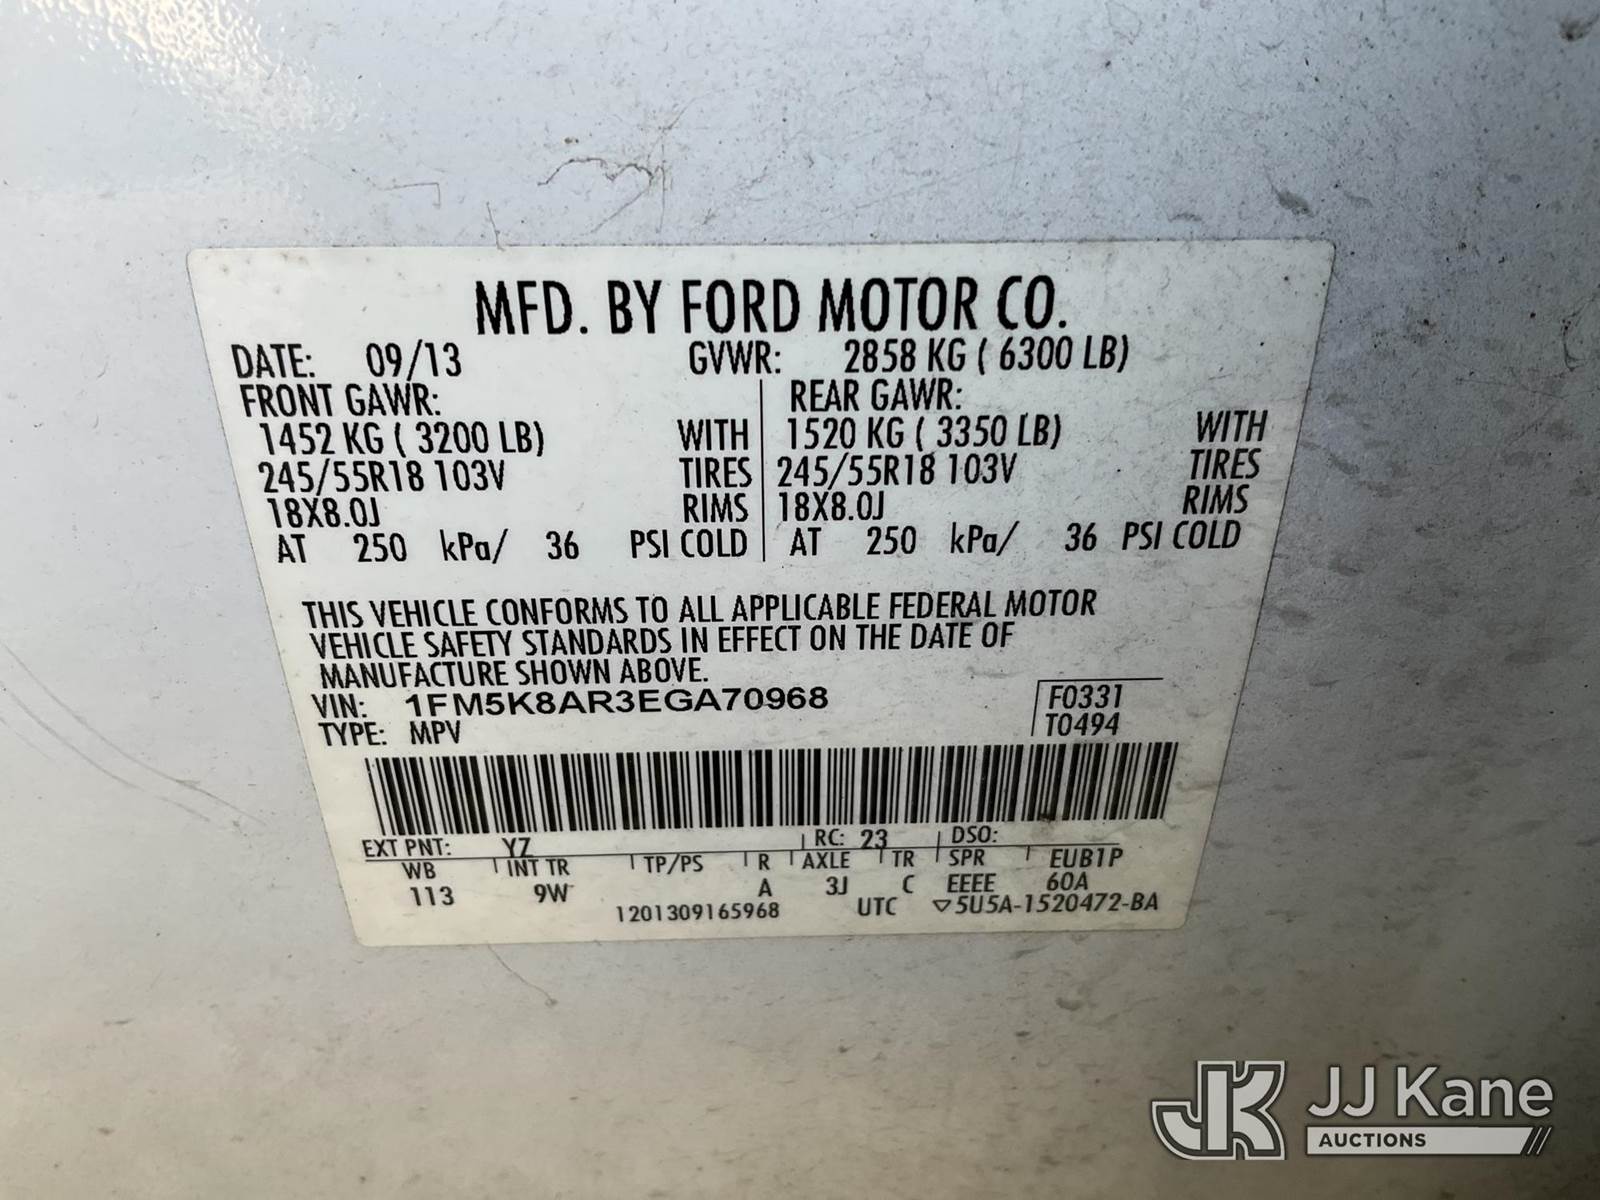 MFD. BY FORD MOTOR CO.
DATE: 09/13 GVWR: 2858 KG ( 6300 LB)
FRONT GAWR: REAR GAWR:
1452 KG ( 3200 LB) WITH 1520 KG ( 3350 LB) WITH
245/55R18 103V TIRES 245/55R18 103V TIRES
18X8.0J RIMS 18X8.0J RIMS
AT 250 kPa/ 36 PSI COLD AT 250 kPa/ 36 PSI COLD
THIS VEHICLE CONFORMS TO ALL APPLICABLE FEDERAL MOTOR
VEHICLE SAFETY STANDARDS IN EFFECT ON THE DATE OF
MANUFACTURE SHOWN ABOVE.
VIN: 1FM5K8AR3EGA70968 F0331
TYPE: MPV T0494
EXT PNT: YZ RC: 23 DSO:
WB INT TR TP/PS R AXLE TR SPR EUB1P
113 9W A 3J C EEEE 60A
1201309165968 UTC ▽5U5A-1520472-BA
JK JJ Kane
AUCTIONS